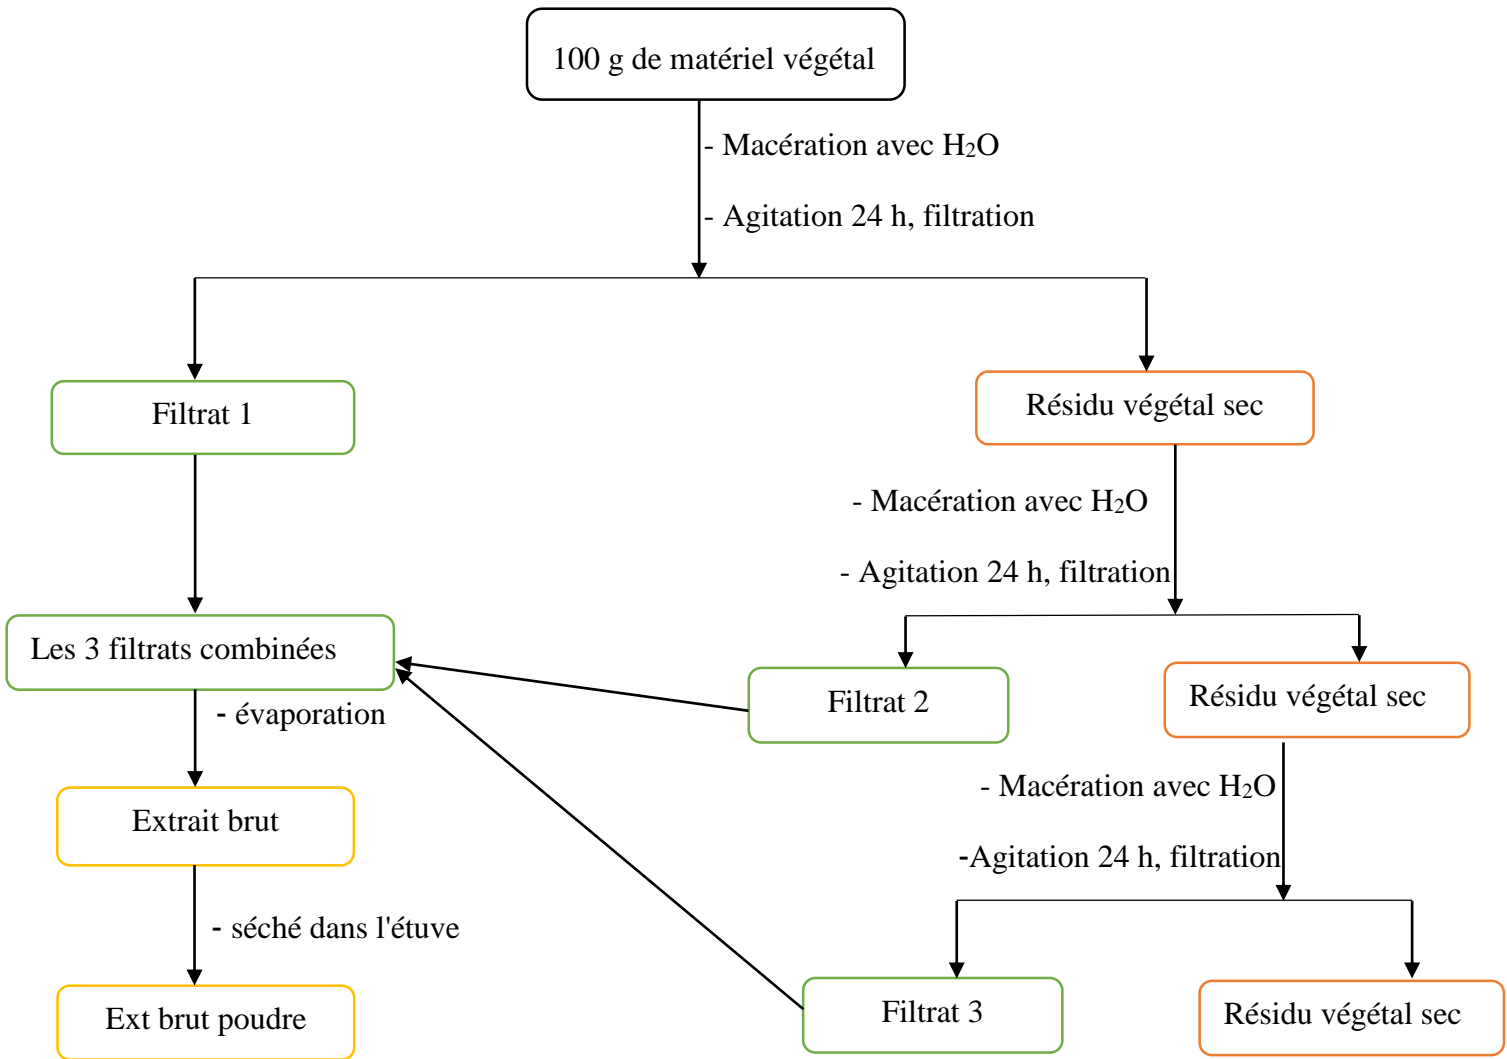 100 g de matériel végétal
- Macération avec H₂O
- Agitation 24 h, filtration
Filtrat 1
Résidu végétal sec
- Macération avec H₂O
- Agitation 24 h, filtration
Les 3 filtrats combinées
Filtrat 2
Résidu végétal sec
- évaporation
- Macération avec H₂O
Extrait brut
-Agitation 24 h, filtration
- séché dans l'étuve
Ext brut poudre
Filtrat 3
Résidu végétal sec